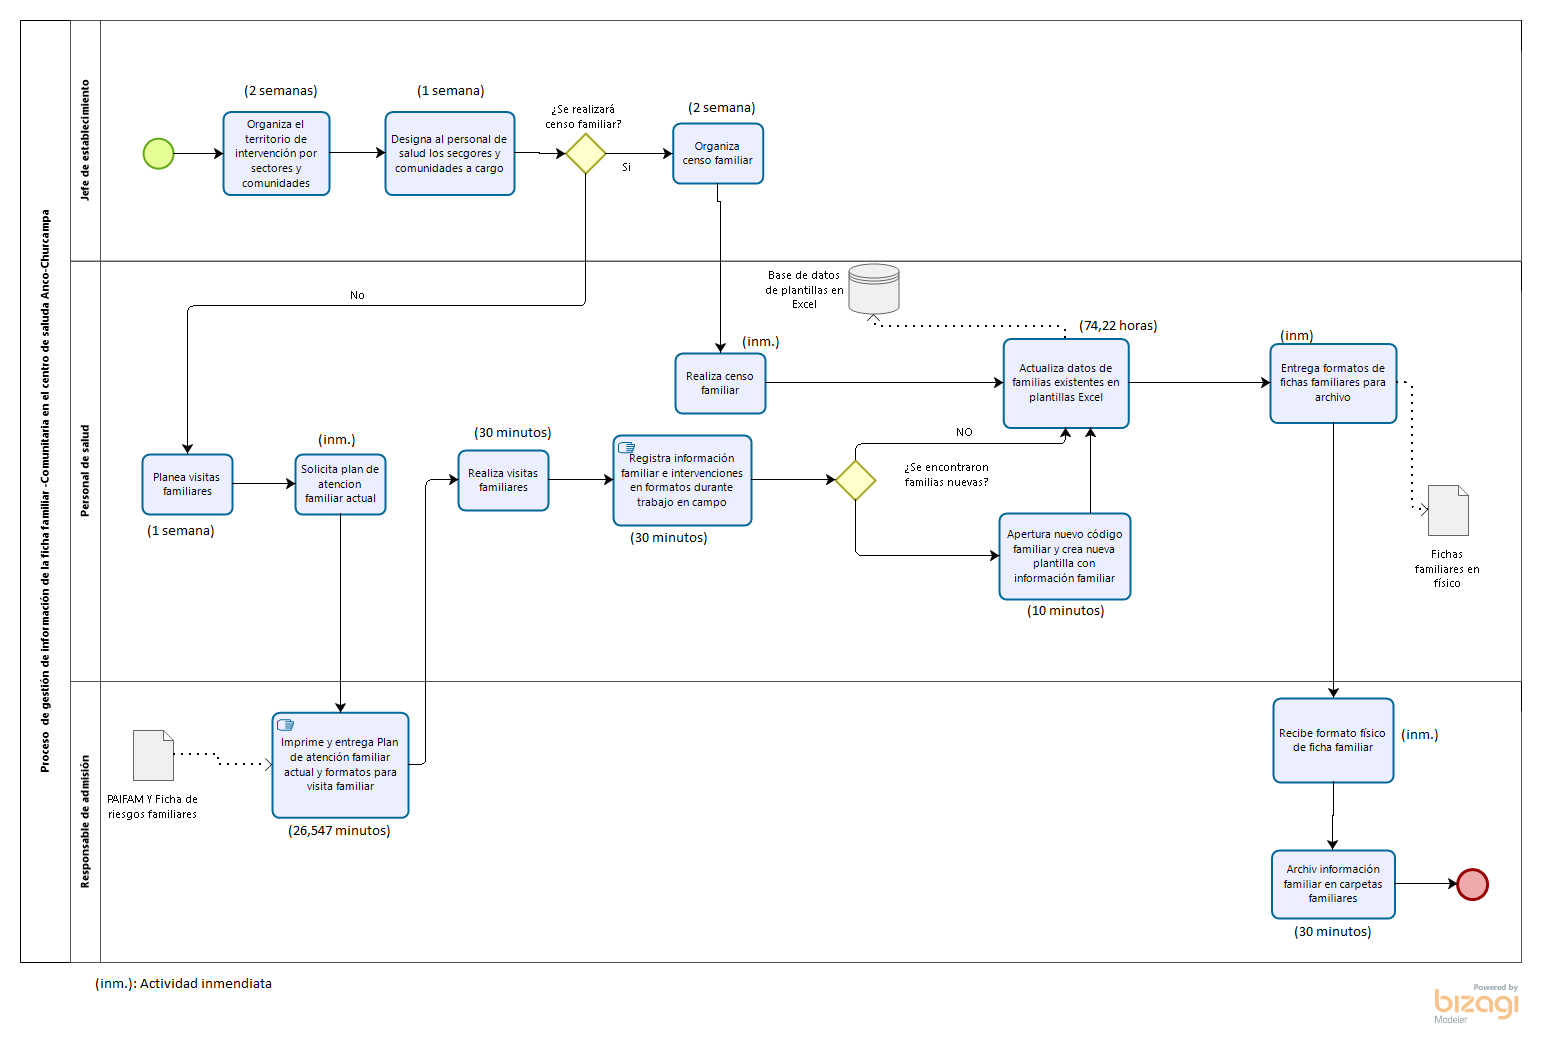 Proceso de gestión de información de la ficha familiar -Comunitaria en el centro de saluda Anco-Churcampa
Jefe de establecimiento
(2 semanas)
Organiza el
territorio de
intervención por
sectores y
comunidades
(1 semana)
Designa al personal de
salud los secgores y
comunidades a cargo
¿Se realizará
censo familiar?
Si
(2 semana)
Organiza
censo familiar
No
Personal de salud
Base de datos
de plantillas en
Excel
(inm.)
Realiza censo
familiar
(74,22 horas)
Actualiza datos de
familias existentes en
plantillas Excel
(inm)
Entrega formatos de
fichas familiares para
archivo
Planea visitas
familiares
(1 semana)
(inm.)
Solicita plan de
atencion
familiar actual
(30 minutos)
Realiza visitas
familiares
Registra información
familiar e intervenciones
en formatos durante
trabajo en campo
(30 minutos)
NO
¿Se encontraron
familias nuevas?
Apertura nuevo código
familiar y crea nueva
plantilla con
información familiar
(10 minutos)
Fichas
familiares en
físico
Responsable de admisión
PAIFAM Y Ficha de
riesgos familiares
Imprime y entrega Plan
de atención familiar
actual y formatos para
visita familiar
(26,547 minutos)
Recibe formato físico
de ficha familiar
(inm.)
Archiv información
familiar en carpetas
familiares
(30 minutos)
(inm.): Actividad inmendiata
Powered by
bizagi
Modeler